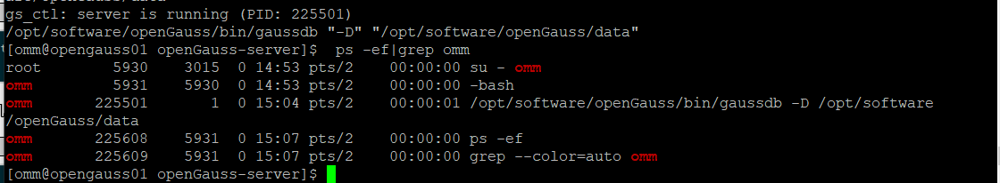 gs_ctl: server is running (PID: 225501)
/opt/software/openGauss/bin/gaussdb "-D" "/opt/software/openGauss/data"
[omm@opengauss01 openGauss-server]$  ps -ef|grep omm
root        5930    3015  0 14:53 pts/2    00:00:00 su - omm
omm         5931    5930  0 14:53 pts/2    00:00:00 -bash
omm       225501       1  0 15:04 pts/2    00:00:01 /opt/software/openGauss/bin/gaussdb -D /opt/software
/openGauss/data
omm       225608    5931  0 15:07 pts/2    00:00:00 ps -ef
omm       225609    5931  0 15:07 pts/2    00:00:00 grep --color=auto omm
[omm@opengauss01 openGauss-server]$